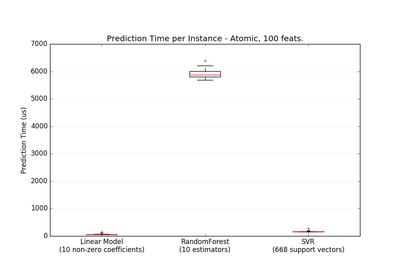 Prediction Time per Instance - Atomic, 100 feats.
7000
6000
5000
4000
3000
2000
1000
0
Prediction Time (us)
Linear Model
(10 non-zero coefficients)
RandomForest
(10 estimators)
SVR
(668 support vectors)